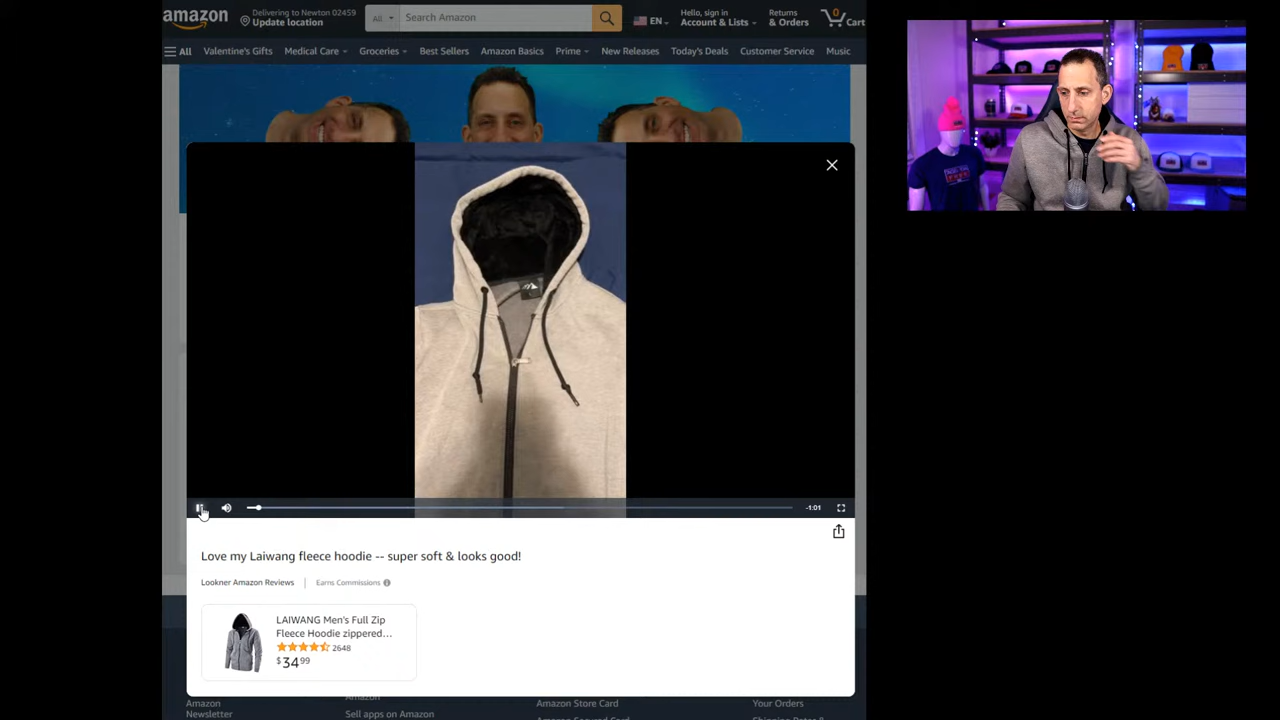 amazon
Delivering to Newton 02459
Update location
All
Search Amazon
EN
Hello, sign in
Account & Lists
Returns
& Orders
0
Cart
All
Valentine's Gifts
Medical Care
Groceries
Best Sellers
Amazon Basics
Prime
New Releases
Today's Deals
Customer Service
Music
-1:01
Love my Laiwang fleece hoodie -- super soft & looks good!
Lookner Amazon Reviews
Earns Commissions
LAIWANG Men's Full Zip
Fleece Hoodie zippered…
2648
$34 99
Amazon
Newsletter
Sell apps on Amazon
Amazon Store Card
Your Orders